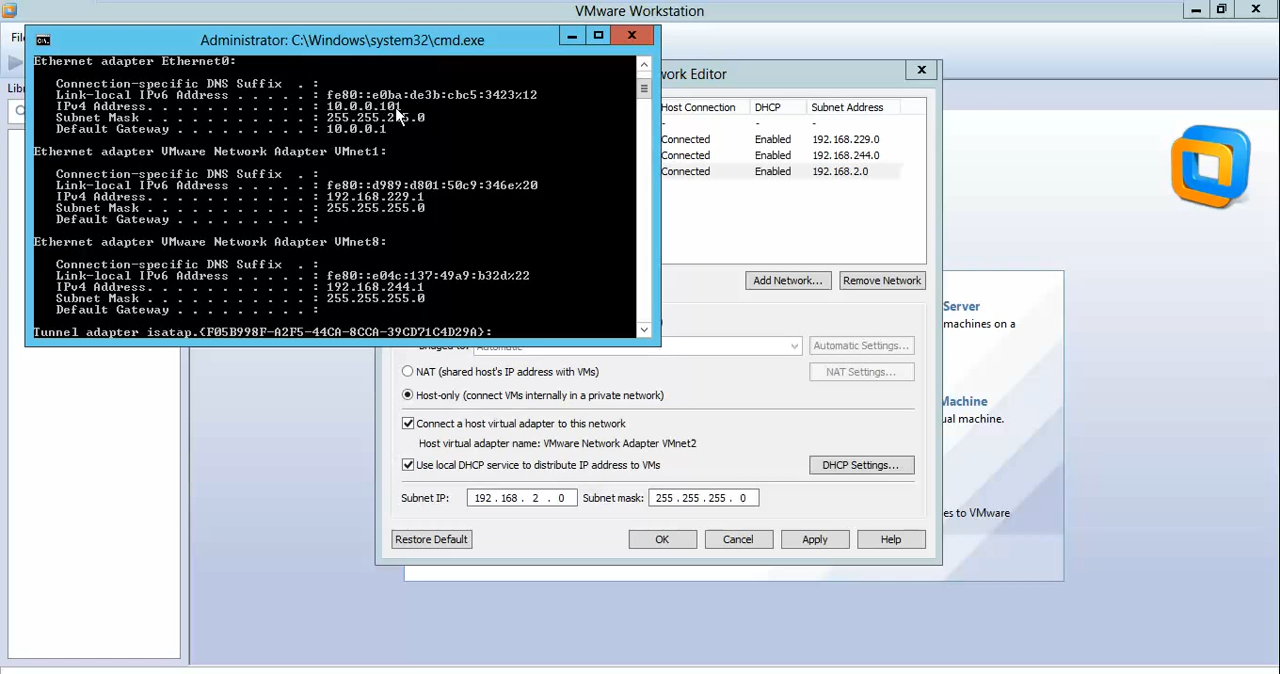 VMware Workstation
Fil
Administrator: C:\Windows\system32\cmd.exe
Ethernet adapter Ethernet0:
Connection-specific DNS Suffix . :
Link-local IPv6 Address . . . . . : fe80::e0ba:de3b:cbc5:3423%12
IPv4 Address. . . . . . . . . . . : 10.0.0.101
Subnet Mask . . . . . . . . . . . : 255.255.255.0
Default Gateway . . . . . . . . . : 10.0.0.1
Ethernet adapter VMware Network Adapter VMnet1:
Connection-specific DNS Suffix . :
Link-local IPv6 Address . . . . . : fe80::d989:d801:50c9:346e%20
IPv4 Address. . . . . . . . . . . : 192.168.229.1
Subnet Mask . . . . . . . . . . . : 255.255.255.0
Default Gateway . . . . . . . . . :
Ethernet adapter VMware Network Adapter VMnet8:
Connection-specific DNS Suffix . :
Link-local IPv6 Address . . . . . : fe80::e04c:137:49a9:b32d%22
IPv4 Address. . . . . . . . . . . : 192.168.244.1
Subnet Mask . . . . . . . . . . . : 255.255.255.0
Default Gateway . . . . . . . . . :
Tunnel adapter isatap.{F05B998F-A2F5-44CA-8CCA-39CD71C4D29A}:
Libr
work Editor
Host Connection DHCP Subnet Address
- - -
Connected Enabled 192.168.229.0
Connected Enabled 192.168.244.0
Connected Enabled 192.168.2.0
Add Network... Remove Network
Bridged to: Automatic Automatic Settings...
NAT (shared host's IP address with VMs) NAT Settings...
Host-only (connect VMs internally in a private network)
Connect a host virtual adapter to this network
Host virtual adapter name: VMware Network Adapter VMnet2
Use local DHCP service to distribute IP address to VMs DHCP Settings...
Subnet IP: 192 . 168 . 2 . 0 Subnet mask: 255 . 255 . 255 . 0
Restore Default OK Cancel Apply Help
Server
machines on a
Machine
ual machine.
es to VMware